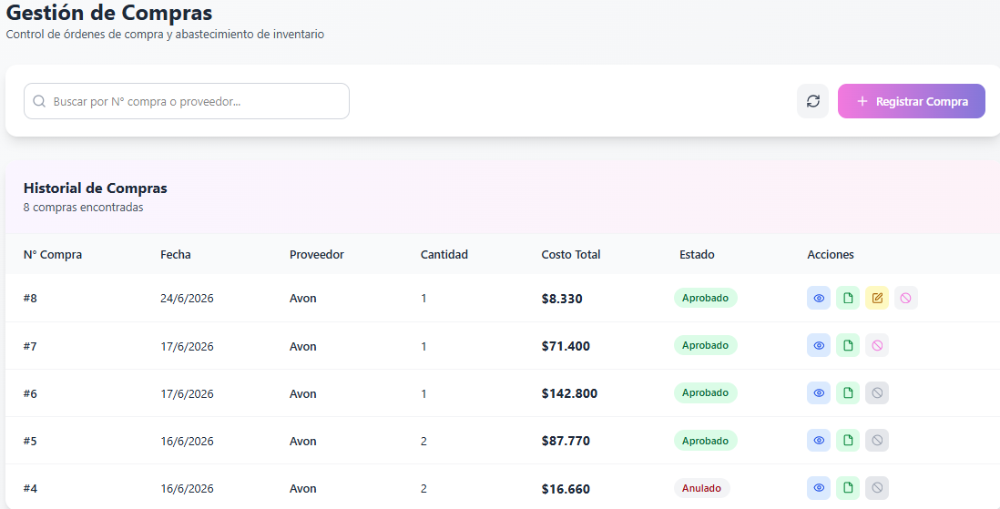 Gestión de Compras
Control de órdenes de compra y abastecimiento de inventario
Buscar por N° compra o proveedor...
+ Registrar Compra
Historial de Compras
8 compras encontradas
N° Compra Fecha Proveedor Cantidad Costo Total Estado Acciones
#8 24/6/2026 Avon 1 $8.330 Aprobado
#7 17/6/2026 Avon 1 $71.400 Aprobado
#6 17/6/2026 Avon 1 $142.800 Aprobado
#5 16/6/2026 Avon 2 $87.770 Aprobado
#4 16/6/2026 Avon 2 $16.660 Anulado